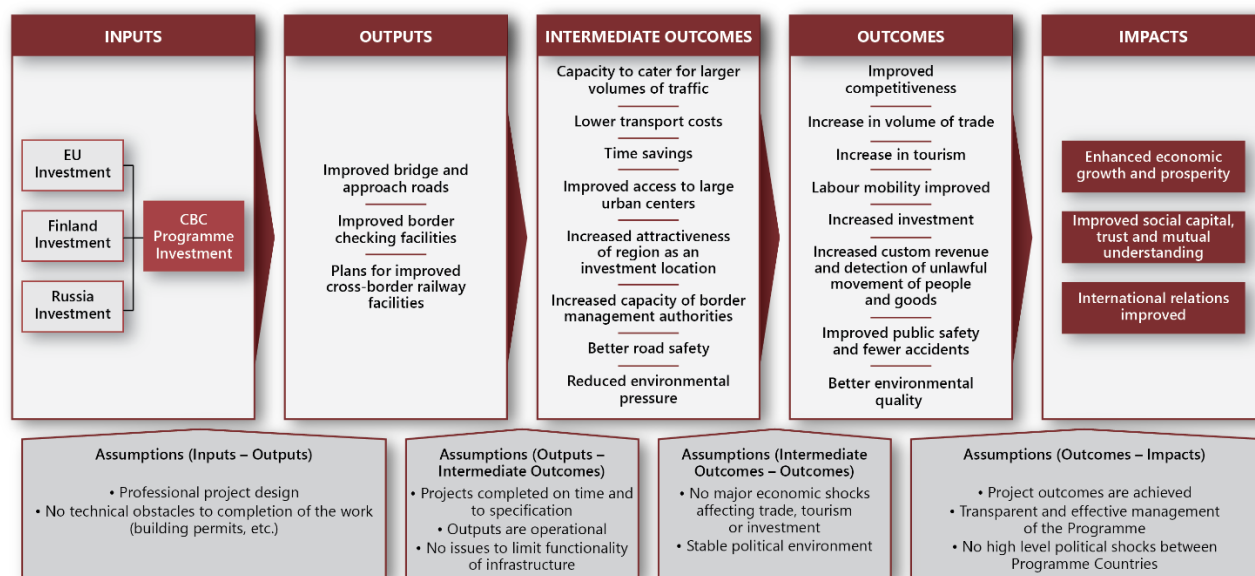 INPUTS
EU
Investment
Finland
Investment
Russia
Investment
CBC
Programme
Investment
OUTPUTS
Improved bridge and
approach roads
Improved border
checking facilities
Plans for improved
cross-border railway
facilities
INTERMEDIATE OUTCOMES
Capacity to cater for larger
volumes of traffic
Lower transport costs
Time savings
Improved access to large
urban centers
Increased attractiveness
of region as an
investment location
Increased capacity of border
management authorities
Better road safety
Reduced environmental
pressure
OUTCOMES
Improved
competitiveness
Increase in volume of trade
Increase in tourism
Labour mobility improved
Increased investment
Increased custom revenue
and detection of unlawful
movement of people
and goods
Improved public safety
and fewer accidents
Better environmental
quality
IMPACTS
Enhanced economic
growth and prosperity
Improved social capital,
trust and mutual
understanding
International relations
improved
Assumptions (Inputs – Outputs)
• Professional project design
• No technical obstacles to completion of the work
(building permits, etc.)
Assumptions (Outputs –
Intermediate Outcomes)
• Projects completed on time and
to specification
• Outputs are operational
• No issues to limit functionality
of infrastructure
Assumptions (Intermediate
Outcomes – Outcomes)
• No major economic shocks
affecting trade, tourism
or investment
• Stable political environment
Assumptions (Outcomes – Impacts)
• Project outcomes are achieved
• Transparent and effective management
of the Programme
• No high level political shocks between
Programme Countries